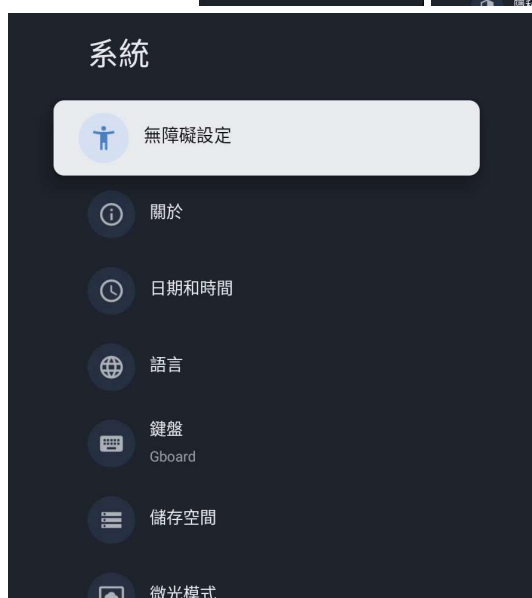 系統
無障礙設定
關於
日期和時間
語言
鍵盤
Gboard
儲存空間
微光模式